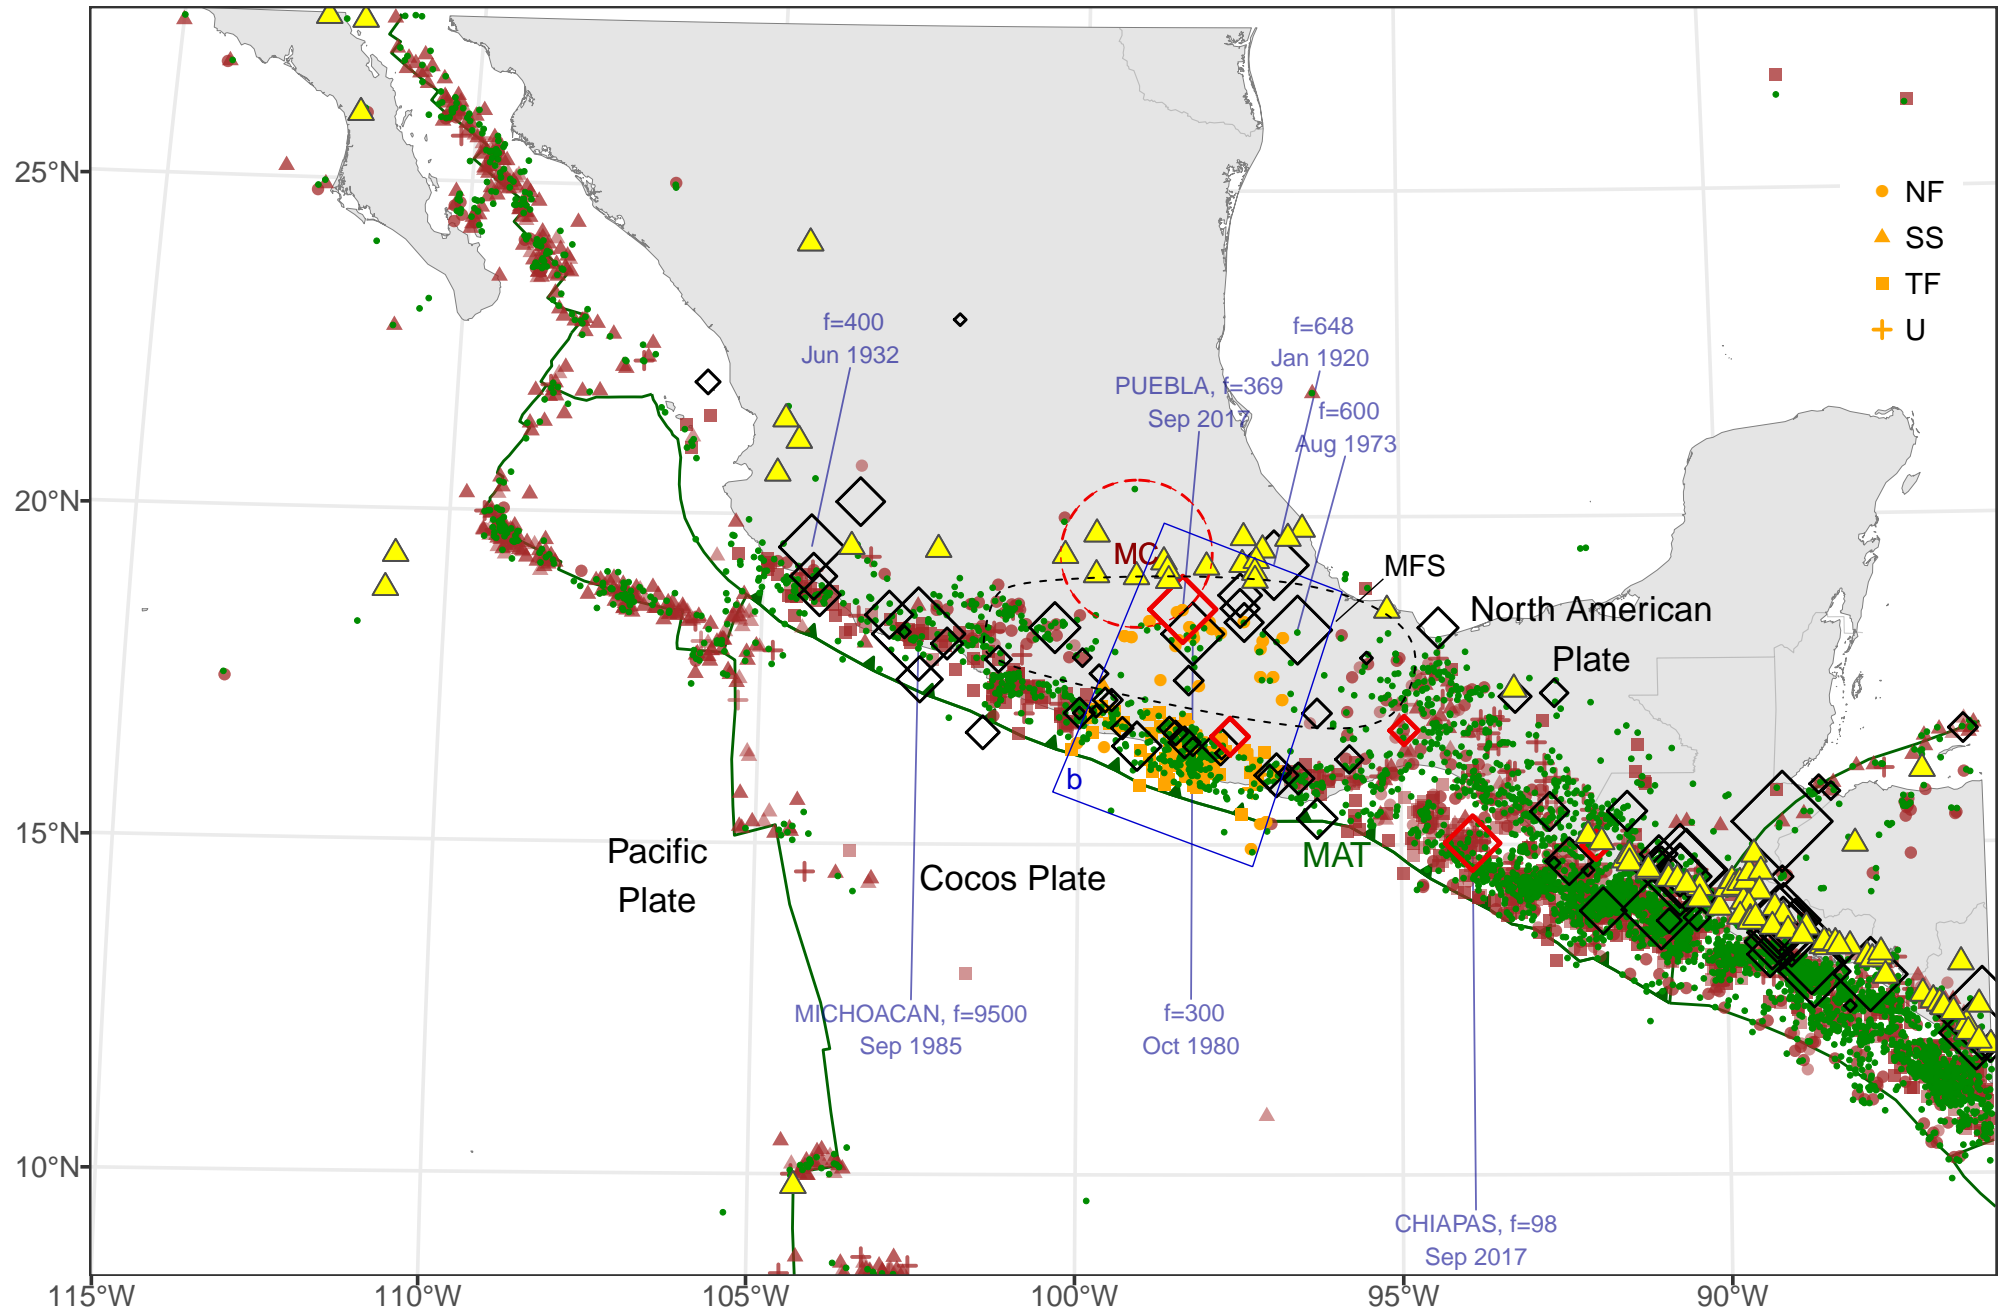 25°N
20°N
15°N
10°N
115°W
110°W
105°W
100°W
95°W
90°W
NF
SS
TF
U
f=400
Jun 1932
f=648
Jan 1920
PUEBLA, f=369
Sep 2017
f=600
Aug 1973
MC
MFS
North American
Plate
b
MAT
Pacific
Plate
Cocos Plate
MICHOACAN, f=9500
Sep 1985
f=300
Oct 1980
CHIAPAS, f=98
Sep 2017